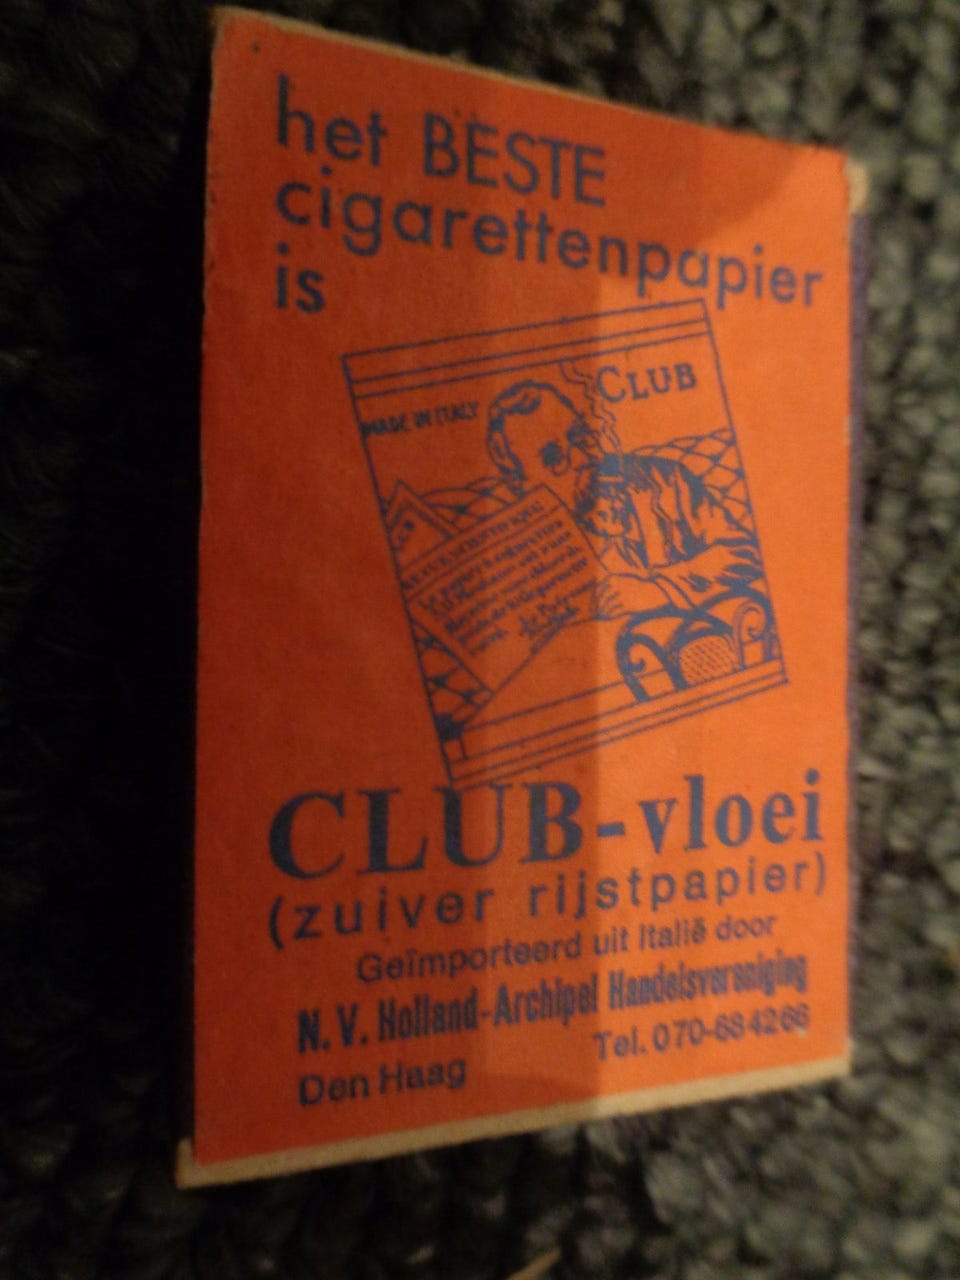 het BESTE
cigarettenpapier
is
MADE IN ITALY
CLUB
CLUB-vloei
(zuiver rijstpapier)
Geïmporteerd uit Italië door
N.V. Holland-Archipel Handelsvereniging
Den Haag Tel. 070-684266